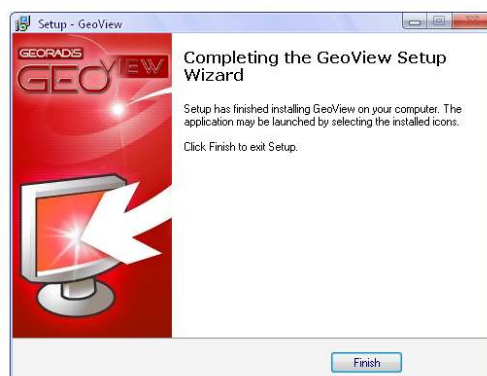 Setup - GeoView
GEORADIS
GEOVIEW
Completing the GeoView Setup
Wizard
Setup has finished installing GeoView on your computer. The
application may be launched by selecting the installed icons.
Click Finish to exit Setup.
Finish